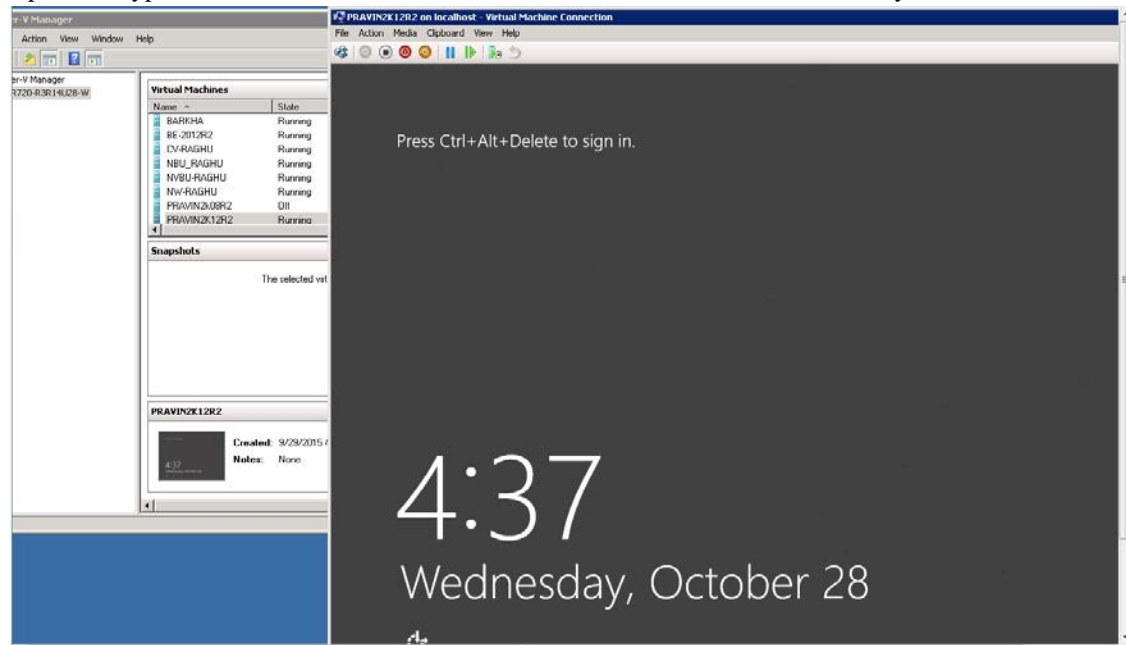 r-V Manager
Action View Window Help
er-V Manager
R720-R3R14U28-W
Virtual Machines
Name State
BARKHA Running
BE-2012R2 Running
CV-RAGHU Running
NBU_RAGHU Running
NVBU-RAGHU Running
NW-RAGHU Running
PRAVIN2k08R2 Off
PRAVIN2K12R2 Running
Snapshots
The selected virt
PRAVIN2K12R2
4:37
Created: 9/29/2015 4
Notes: None
PRAVIN2K12R2 on localhost - Virtual Machine Connection
File Action Media Clipboard View Help
Press Ctrl+Alt+Delete to sign in.
4:37
Wednesday, October 28